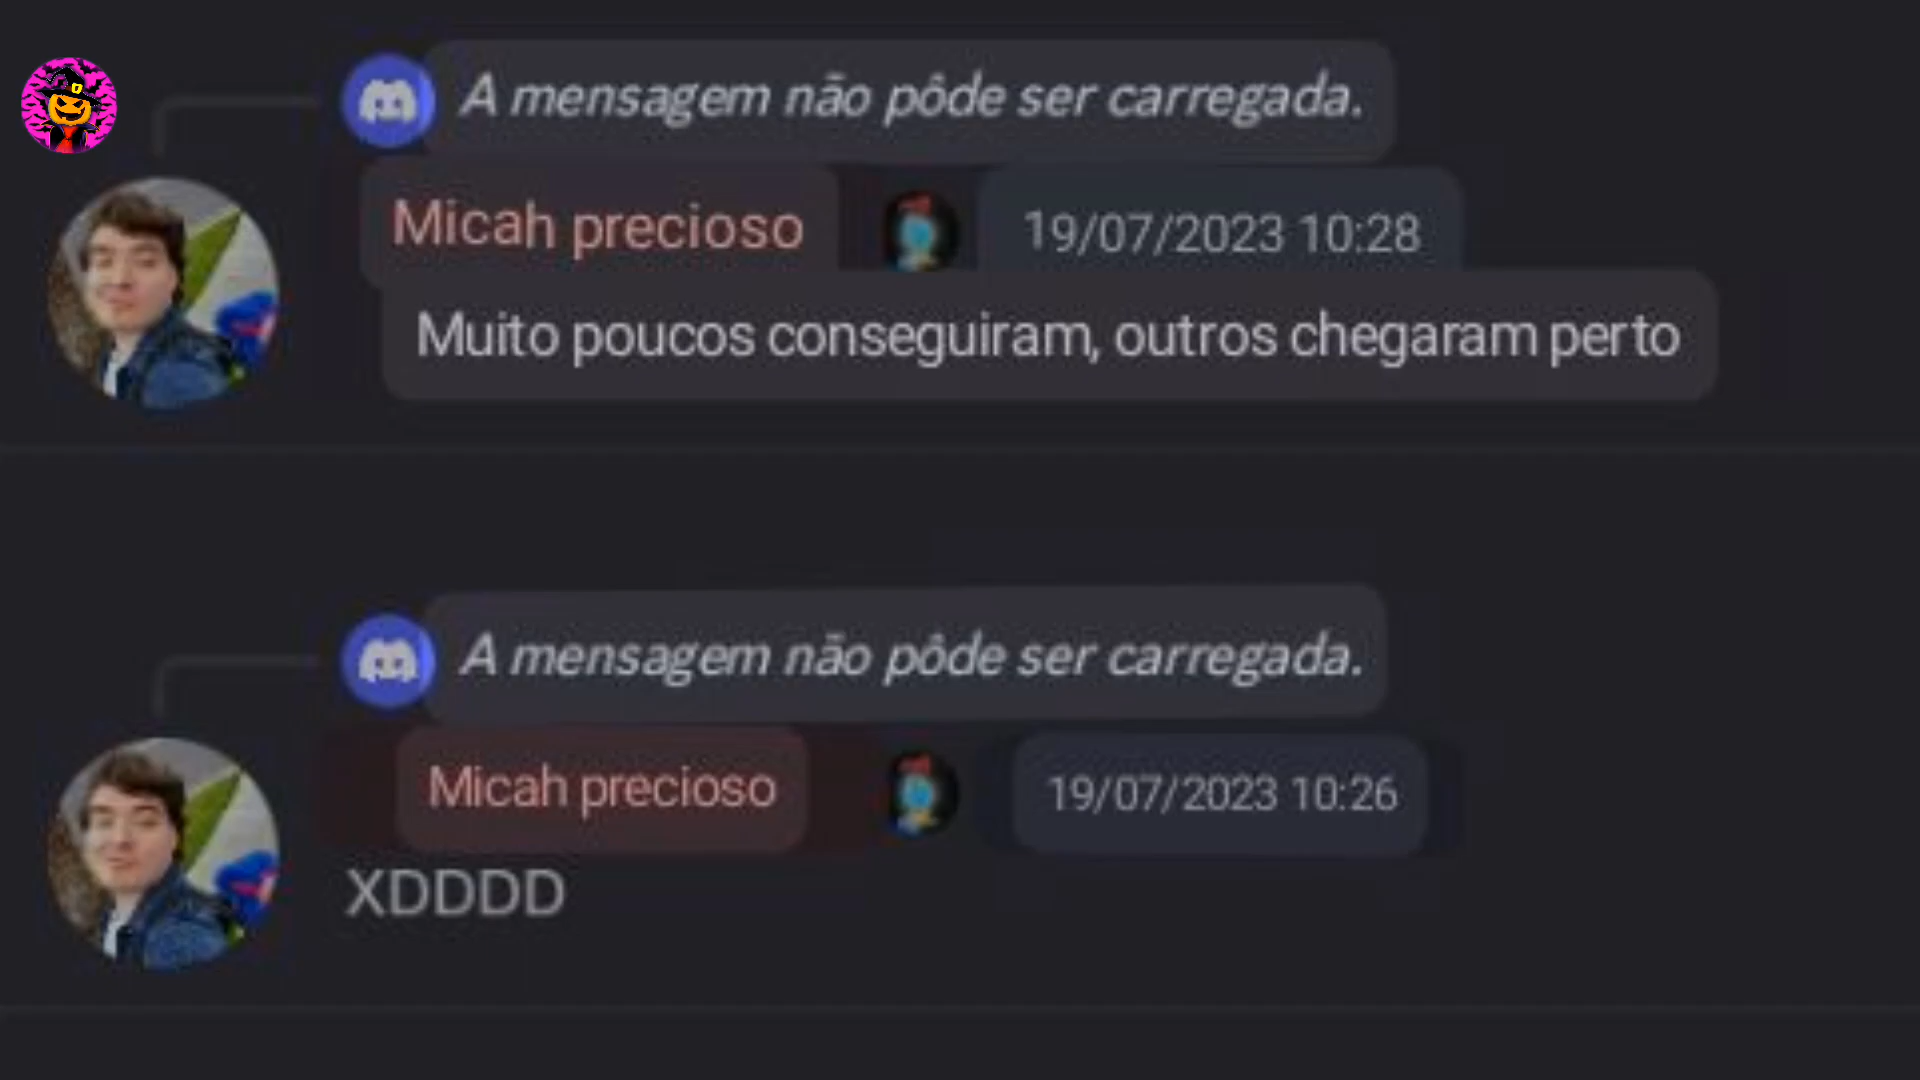 A mensagem não pôde ser carregada.
Micah precioso 19/07/2023 10:28
Muito poucos conseguiram, outros chegaram perto
A mensagem não pôde ser carregada.
Micah precioso 19/07/2023 10:26
XDDDD